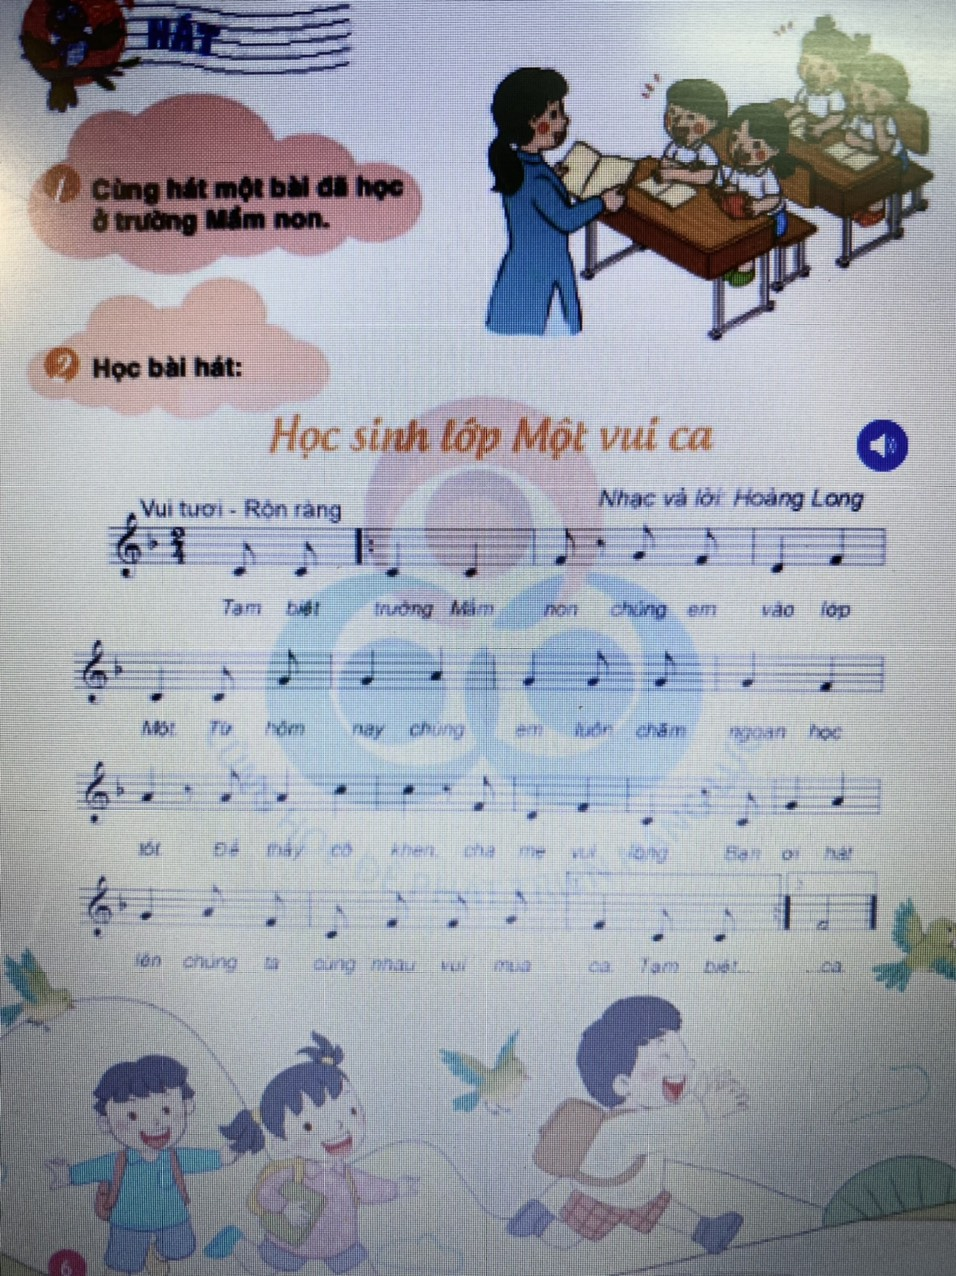 HÁT
1 Cùng hát một bài đã học
ở trường Mầm non.
2 Học bài hát:
Học sinh lớp Một vui ca
Vui tươi - Rộn ràng
Nhạc và lời: Hoàng Long
Tạm biệt trường Mầm non chúng em vào lớp
Một. Từ hôm nay chúng em luôn chăm ngoan học
tốt. Để thầy cô khen, cha mẹ vui lòng. Bạn ơi hát
lên chúng ta cùng nhau vui múa ca. Tạm biệt... ...ca.
6